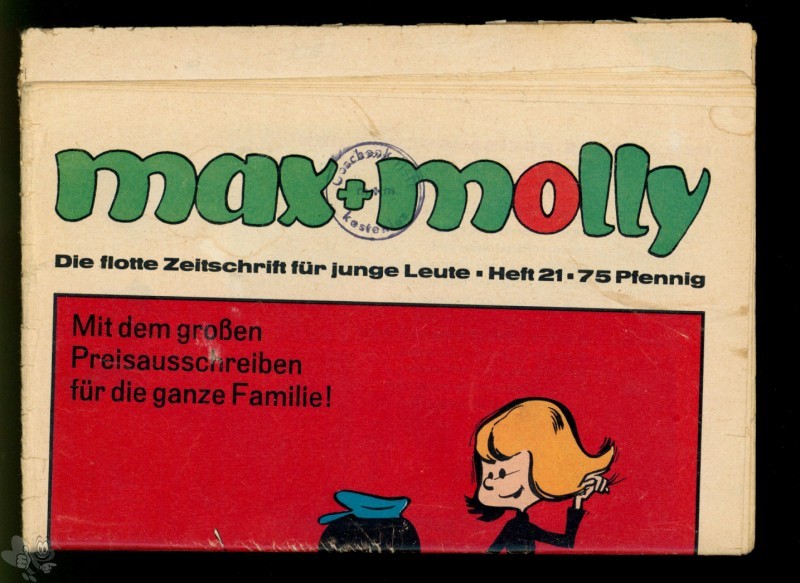 max+molly
Die flotte Zeitschrift für junge Leute ▪ Heft 21 ▪ 75 Pfennig
Mit dem großen
Preisausschreiben
für die ganze Familie!